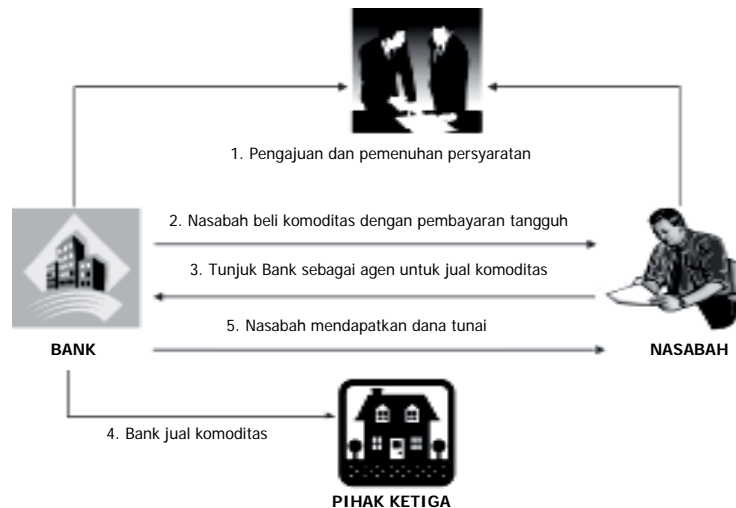 1. Pengajuan dan pemenuhan persyaratan
2. Nasabah beli komoditas dengan pembayaran tangguh
3. Tunjuk Bank sebagai agen untuk jual komoditas
5. Nasabah mendapatkan dana tunai
BANK
NASABAH
4. Bank jual komoditas
PIHAK KETIGA